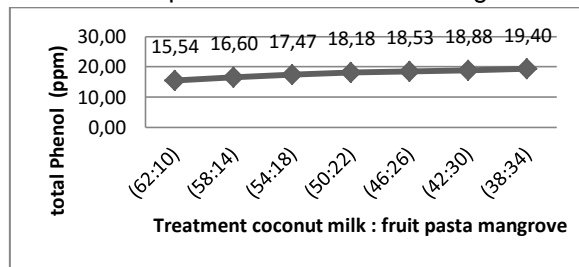 30,00
20,00
10,00
0,00
total Phenol (ppm)
15,54 16,60 17,47 18,18 18,53 18,88 19,40
(62:10) (58:14) (54:18) (50:22) (46:26) (42:30) (38:34)
Treatment coconut milk : fruit pasta mangrove